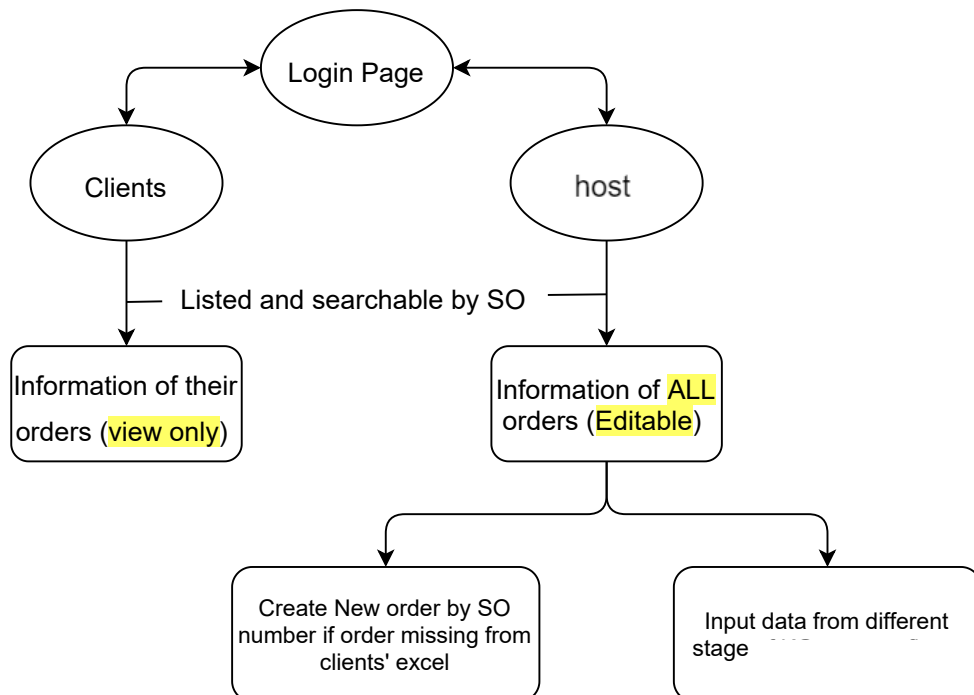 Login Page
Clients
host
Listed and searchable by SO
Information of their
orders (view only)
Information of ALL
orders (Editable)
Create New order by SO
number if order missing from
clients' excel
Input data from different
stage